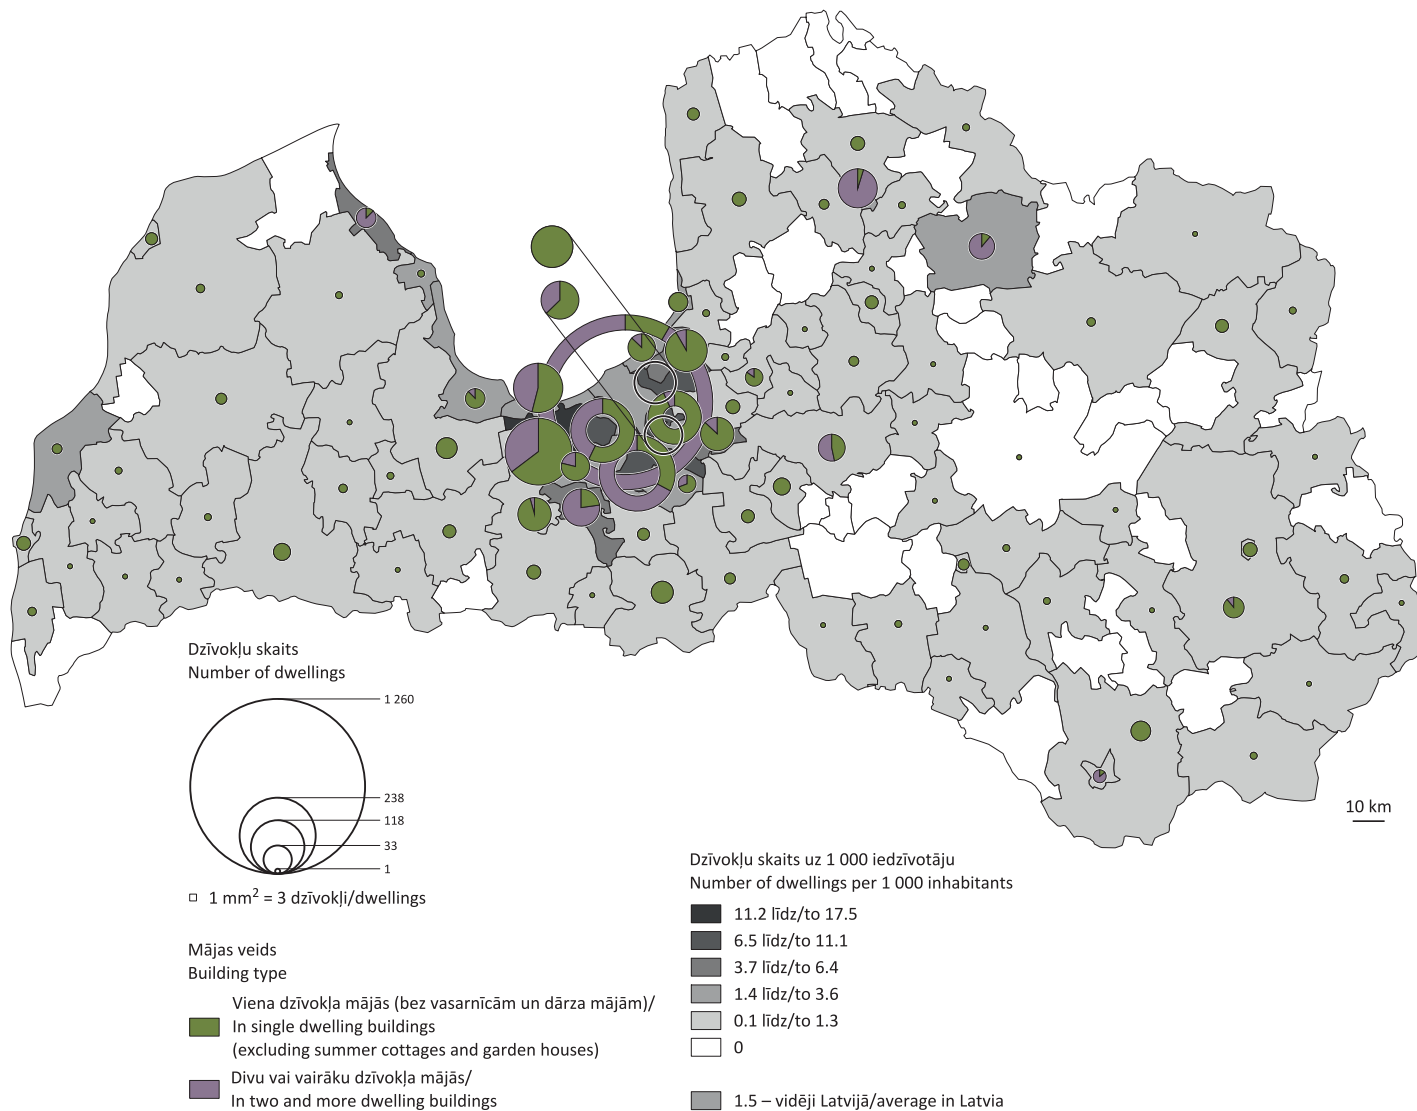 Dzīvokļu skaits
Number of dwellings
1 260
238
118
33
1
1 mm² = 3 dzīvokļi/dwellings
Mājas veids
Building type
Viena dzīvokļa mājās (bez vasarnīcām un dārza mājām)/
In single dwelling buildings
(excluding summer cottages and garden houses)
Divu vai vairāku dzīvokļa mājās/
In two and more dwelling buildings
10 km
Dzīvokļu skaits uz 1 000 iedzīvotāju
Number of dwellings per 1 000 inhabitants
11.2 līdz/to 17.5
6.5 līdz/to 11.1
3.7 līdz/to 6.4
1.4 līdz/to 3.6
0.1 līdz/to 1.3
0
1.5 – vidēji Latvijā/average in Latvia